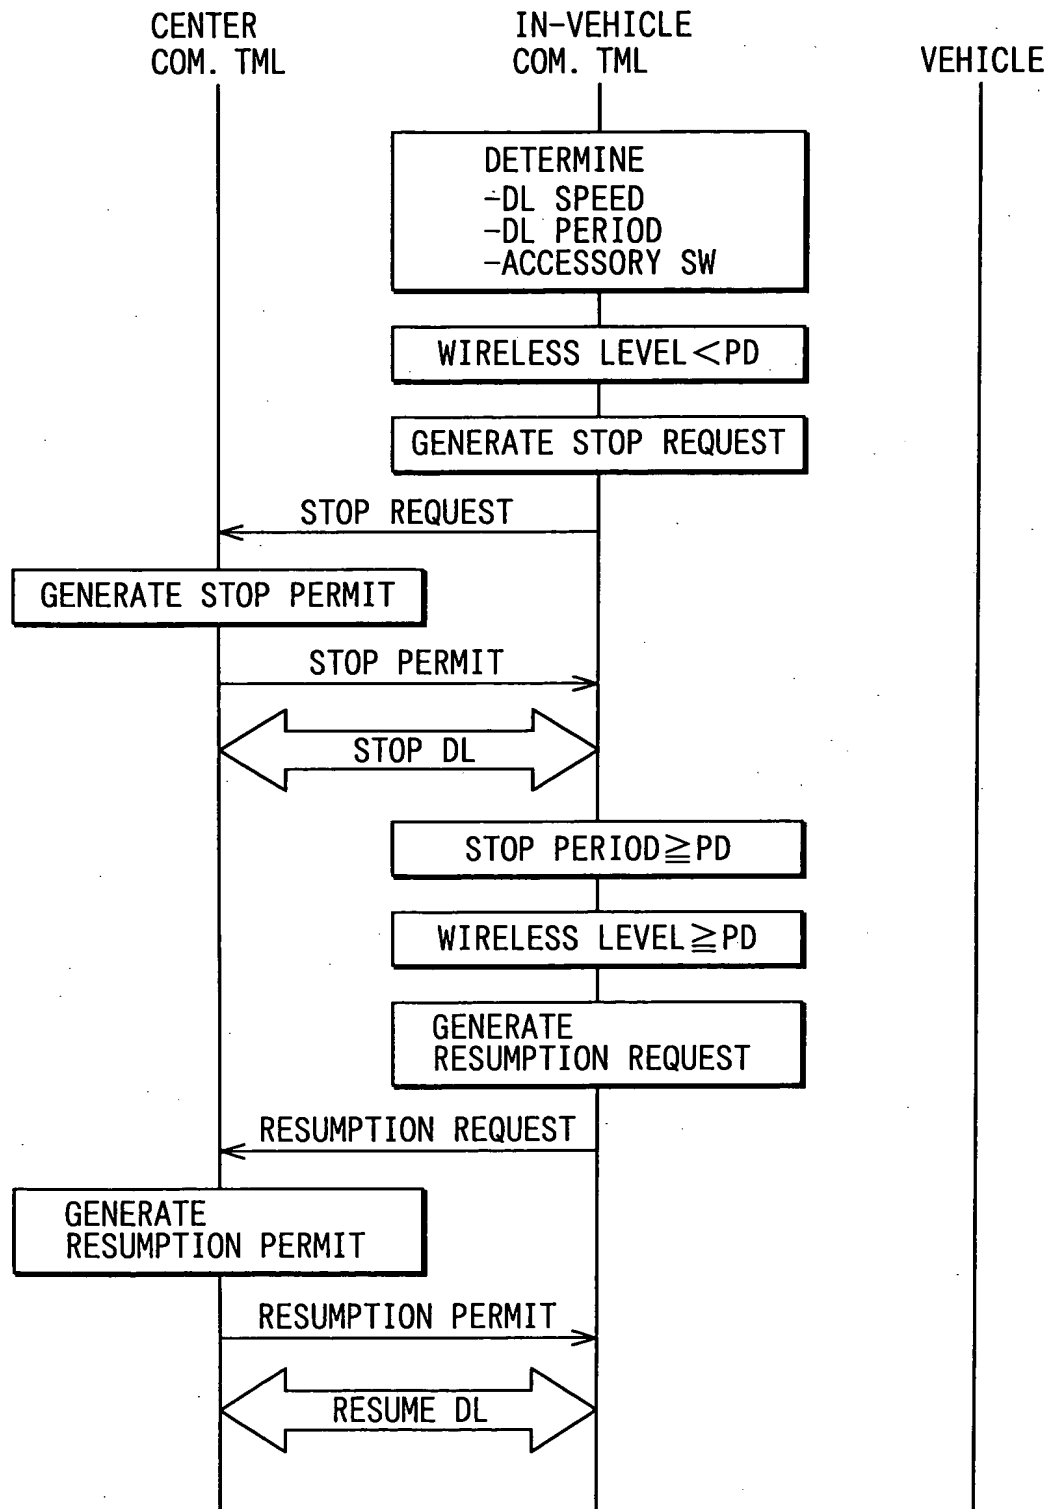 CENTER
COM. TML
IN-VEHICLE
COM. TML
VEHICLE
DETERMINE
-DL SPEED
-DL PERIOD
-ACCESSORY SW
WIRELESS LEVEL<PD
GENERATE STOP REQUEST
STOP REQUEST
GENERATE STOP PERMIT
STOP PERMIT
STOP DL
STOP PERIOD≧PD
WIRELESS LEVEL≧PD
GENERATE
RESUMPTION REQUEST
RESUMPTION REQUEST
GENERATE
RESUMPTION PERMIT
RESUMPTION PERMIT
RESUME DL